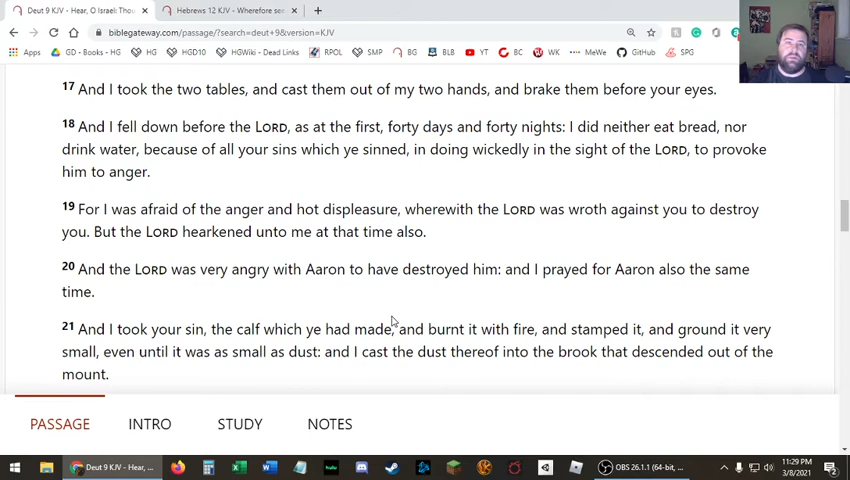 Deut 9 KJV - Hear, O Israel: Thou
Hebrews 12 KJV - Wherefore see
biblegateway.com/passage/?search=deut+9&version=KJV
GD - Books - HG
HG
HGD10
HGWiki - Dead Links
RPOL
SMP
BG
BLB
YT
BC
WK
MeWe
GitHub
SPG
17 And I took the two tables, and cast them out of my two hands, and brake them before your eyes.
18 And I fell down before the LORD, as at the first, forty days and forty nights: I did neither eat bread, nor
drink water, because of all your sins which ye sinned, in doing wickedly in the sight of the LORD, to provoke
him to anger.
19 For I was afraid of the anger and hot displeasure, wherewith the LORD was wroth against you to destroy
you. But the LORD hearkened unto me at that time also.
20 And the LORD was very angry with Aaron to have destroyed him: and I prayed for Aaron also the same
time.
21 And I took your sin, the calf which ye had made, and burnt it with fire, and stamped it, and ground it very
small, even until it was as small as dust: and I cast the dust thereof into the brook that descended out of the
mount.
PASSAGE
INTRO
STUDY
NOTES
Deut 9 KJV - Hear, ...
hulu
OBS 26.1.1 (64-bit, ...
11:29 PM
3/8/2021
2